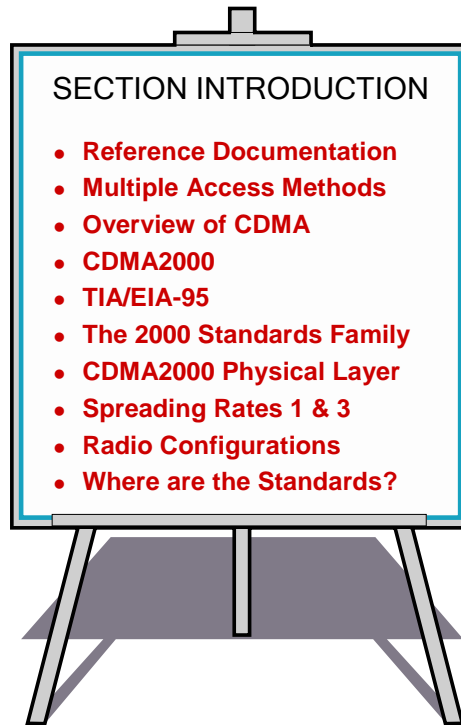 SECTION INTRODUCTION
• Reference Documentation
• Multiple Access Methods
• Overview of CDMA
• CDMA2000
• TIA/EIA-95
• The 2000 Standards Family
• CDMA2000 Physical Layer
• Spreading Rates 1 & 3
• Radio Configurations
• Where are the Standards?